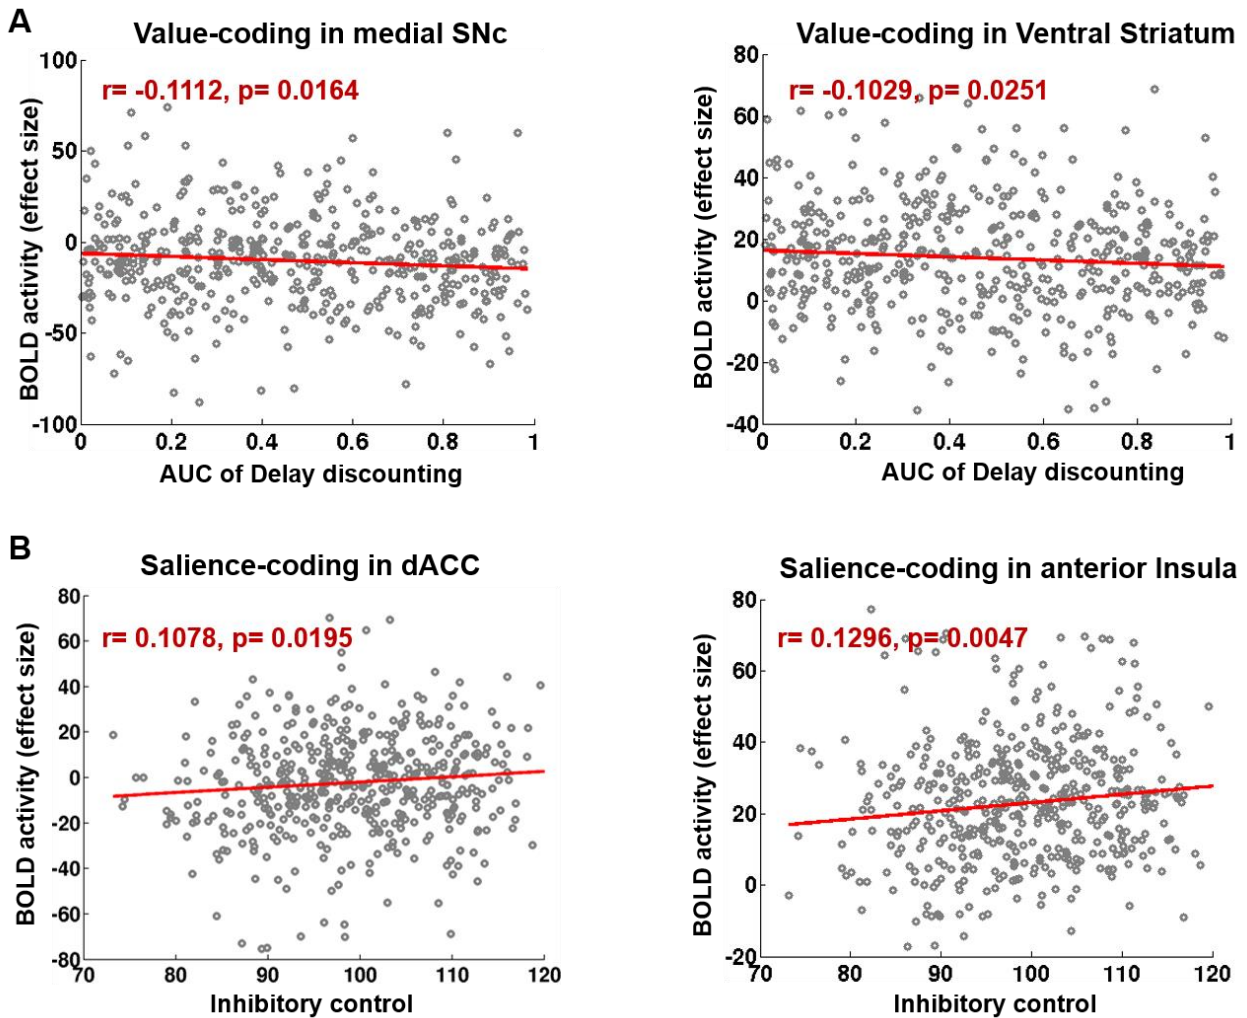 A
Value-coding in medial SNc
r= -0.1112, p= 0.0164
BOLD activity (effect size)
100
50
0
-50
-100
0 0.2 0.4 0.6 0.8 1
AUC of Delay discounting
Value-coding in Ventral Striatum
r= -0.1029, p= 0.0251
BOLD activity (effect size)
80
60
40
20
0
-20
-40
0 0.2 0.4 0.6 0.8 1
AUC of Delay discounting
B
Salience-coding in dACC
r= 0.1078, p= 0.0195
BOLD activity (effect size)
80
60
40
20
0
-20
-40
-60
-80
70 80 90 100 110 120
Inhibitory control
Salience-coding in anterior Insula
r= 0.1296, p= 0.0047
BOLD activity (effect size)
80
60
40
20
0
-20
70 80 90 100 110 120
Inhibitory control